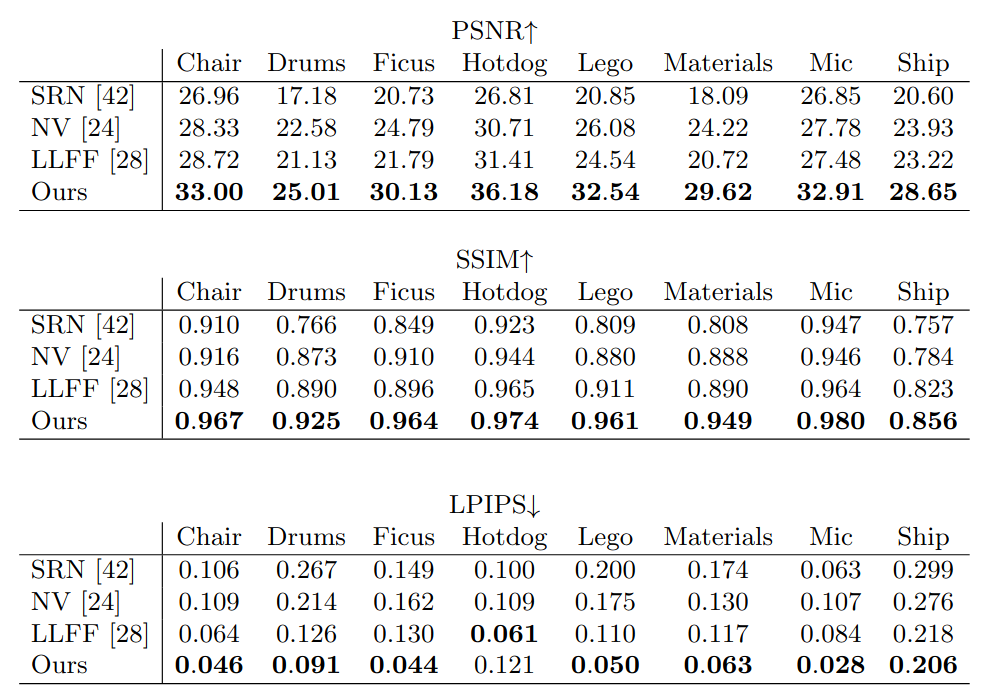 PSNR↑
Chair Drums Ficus Hotdog Lego Materials Mic Ship
SRN [42] 26.96 17.18 20.73 26.81 20.85 18.09 26.85 20.60
NV [24] 28.33 22.58 24.79 30.71 26.08 24.22 27.78 23.93
LLFF [28] 28.72 21.13 21.79 31.41 24.54 20.72 27.48 23.22
Ours 33.00 25.01 30.13 36.18 32.54 29.62 32.91 28.65
SSIM↑
Chair Drums Ficus Hotdog Lego Materials Mic Ship
SRN [42] 0.910 0.766 0.849 0.923 0.809 0.808 0.947 0.757
NV [24] 0.916 0.873 0.910 0.944 0.880 0.888 0.946 0.784
LLFF [28] 0.948 0.890 0.896 0.965 0.911 0.890 0.964 0.823
Ours 0.967 0.925 0.964 0.974 0.961 0.949 0.980 0.856
LPIPS↓
Chair Drums Ficus Hotdog Lego Materials Mic Ship
SRN [42] 0.106 0.267 0.149 0.100 0.200 0.174 0.063 0.299
NV [24] 0.109 0.214 0.162 0.109 0.175 0.130 0.107 0.276
LLFF [28] 0.064 0.126 0.130 0.061 0.110 0.117 0.084 0.218
Ours 0.046 0.091 0.044 0.121 0.050 0.063 0.028 0.206